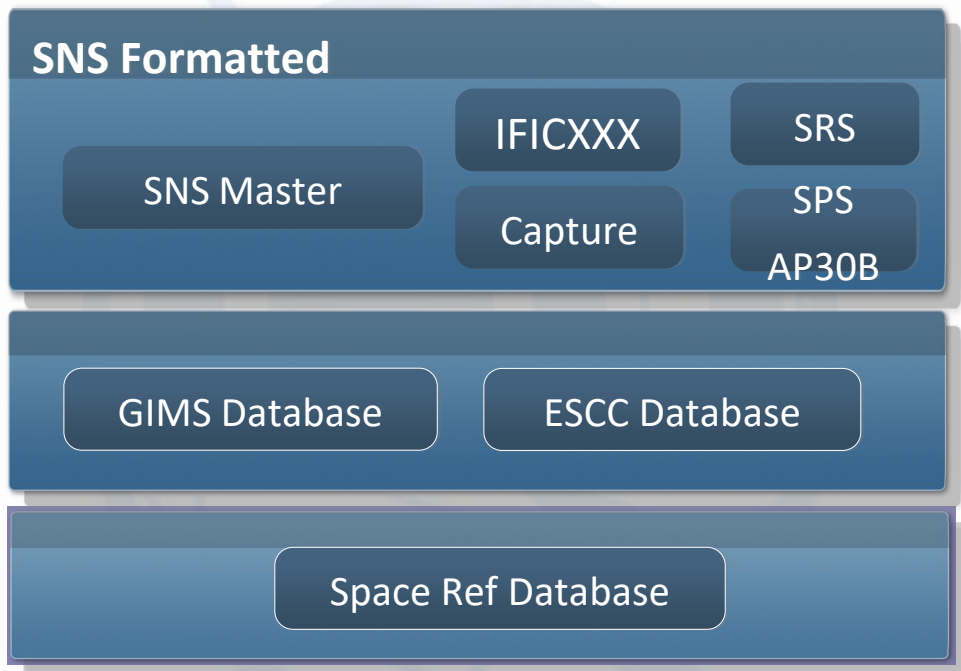 SNS Formatted
SNS Master
IFICXXX
Capture
SRS
SPS
AP30B
GIMS Database
ESCC Database
Space Ref Database